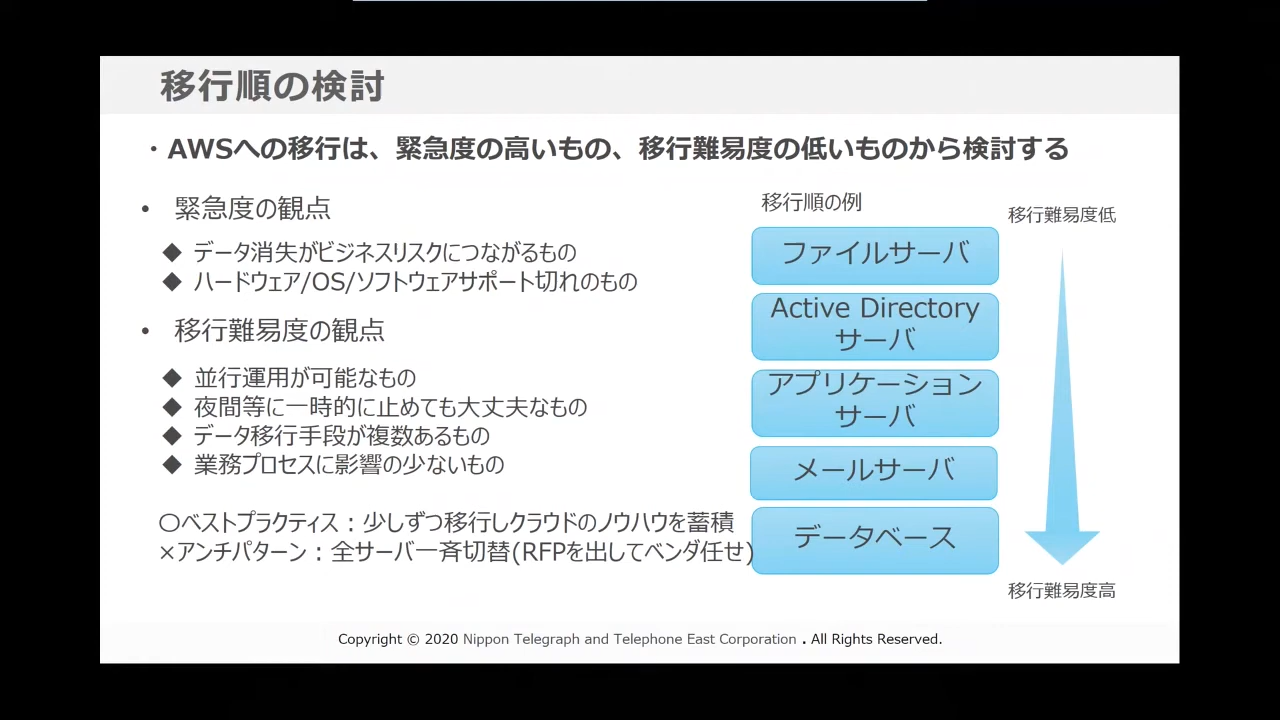 移行順の検討
・AWSへの移行は、緊急度の高いもの、移行難易度の低いものから検討する
• 緊急度の観点
◆ データ消失がビジネスリスクにつながるもの
◆ ハードウェア/OS/ソフトウェアサポート切れのもの
• 移行難易度の観点
◆ 並行運用が可能なもの
◆ 夜間等に一時的に止めても大丈夫なもの
◆ データ移行手段が複数あるもの
◆ 業務プロセスに影響の少ないもの
〇ベストプラクティス：少しずつ移行しクラウドのノウハウを蓄積
×アンチパターン：全サーバ一斉切替(RFPを出してベンダ任せ)
移行順の例
移行難易度低
ファイルサーバ
Active Directory
サーバ
アプリケーション
サーバ
メールサーバ
データベース
移行難易度高
Copyright © 2020 Nippon Telegraph and Telephone East Corporation . All Rights Reserved.